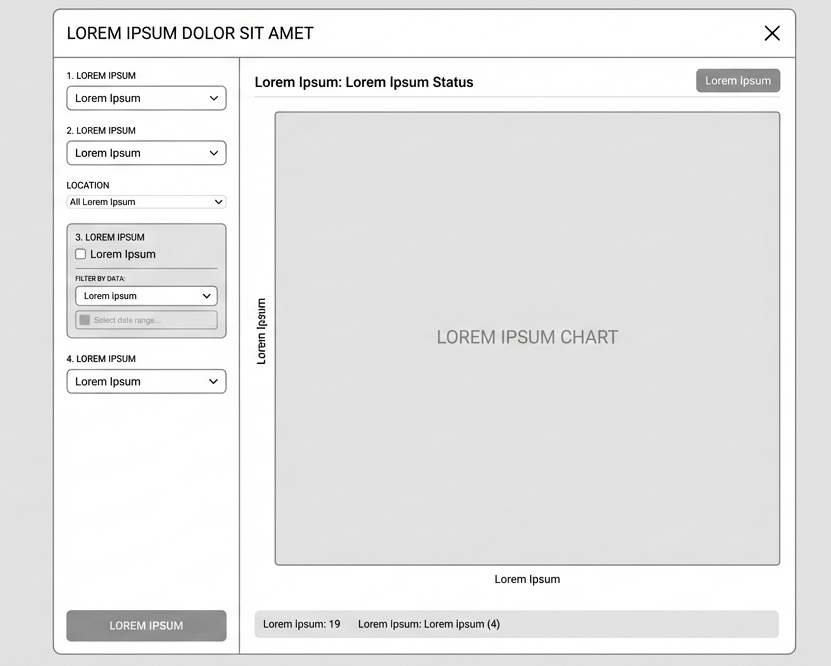 LOREM IPSUM DOLOR SIT AMET
1. LOREM IPSUM
Lorem Ipsum
2. LOREM IPSUM
Lorem Ipsum
LOCATION
All Lorem Ipsum
3. LOREM IPSUM
Lorem Ipsum
FILTER BY DATA:
Lorem ipsum
Select date range...
4. LOREM IPSUM
Lorem Ipsum
LOREM IPSUM
Lorem Ipsum: Lorem Ipsum Status
Lorem Ipsum
Lorem Ipsum
LOREM IPSUM CHART
Lorem Ipsum
Lorem Ipsum: 19 Lorem Ipsum: Lorem ipsum (4)